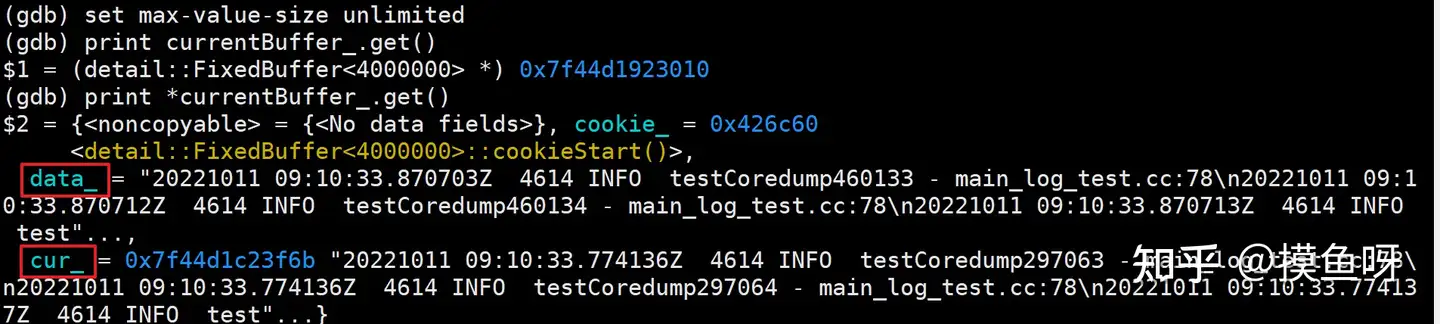 (gdb) set max-value-size unlimited
(gdb) print currentBuffer_.get()
$1 = (detail::FixedBuffer<4000000> *) 0x7f44d1923010
(gdb) print *currentBuffer_.get()
$2 = {<noncopyable> = {<No data fields>}, cookie_ = 0x426c60
<detail::FixedBuffer<4000000>::cookieStart()>,
data_ = "20221011 09:10:33.870703Z  4614 INFO  testCoredump460133 - main_log_test.cc:78\n20221011 09:1
0:33.870712Z  4614 INFO  testCoredump460134 - main_log_test.cc:78\n20221011 09:10:33.870713Z  4614 INFO
test"...,
cur_ = 0x7f44d1c23f6b "20221011 09:10:33.774136Z  4614 INFO  testCoredump297063 - main_log_test.cc:78\
n20221011 09:10:33.774136Z  4614 INFO  testCoredump297064 - main_log_test.cc:78\n20221011 09:10:33.77413
7Z  4614 INFO  test"...}
知乎 @摸鱼呀